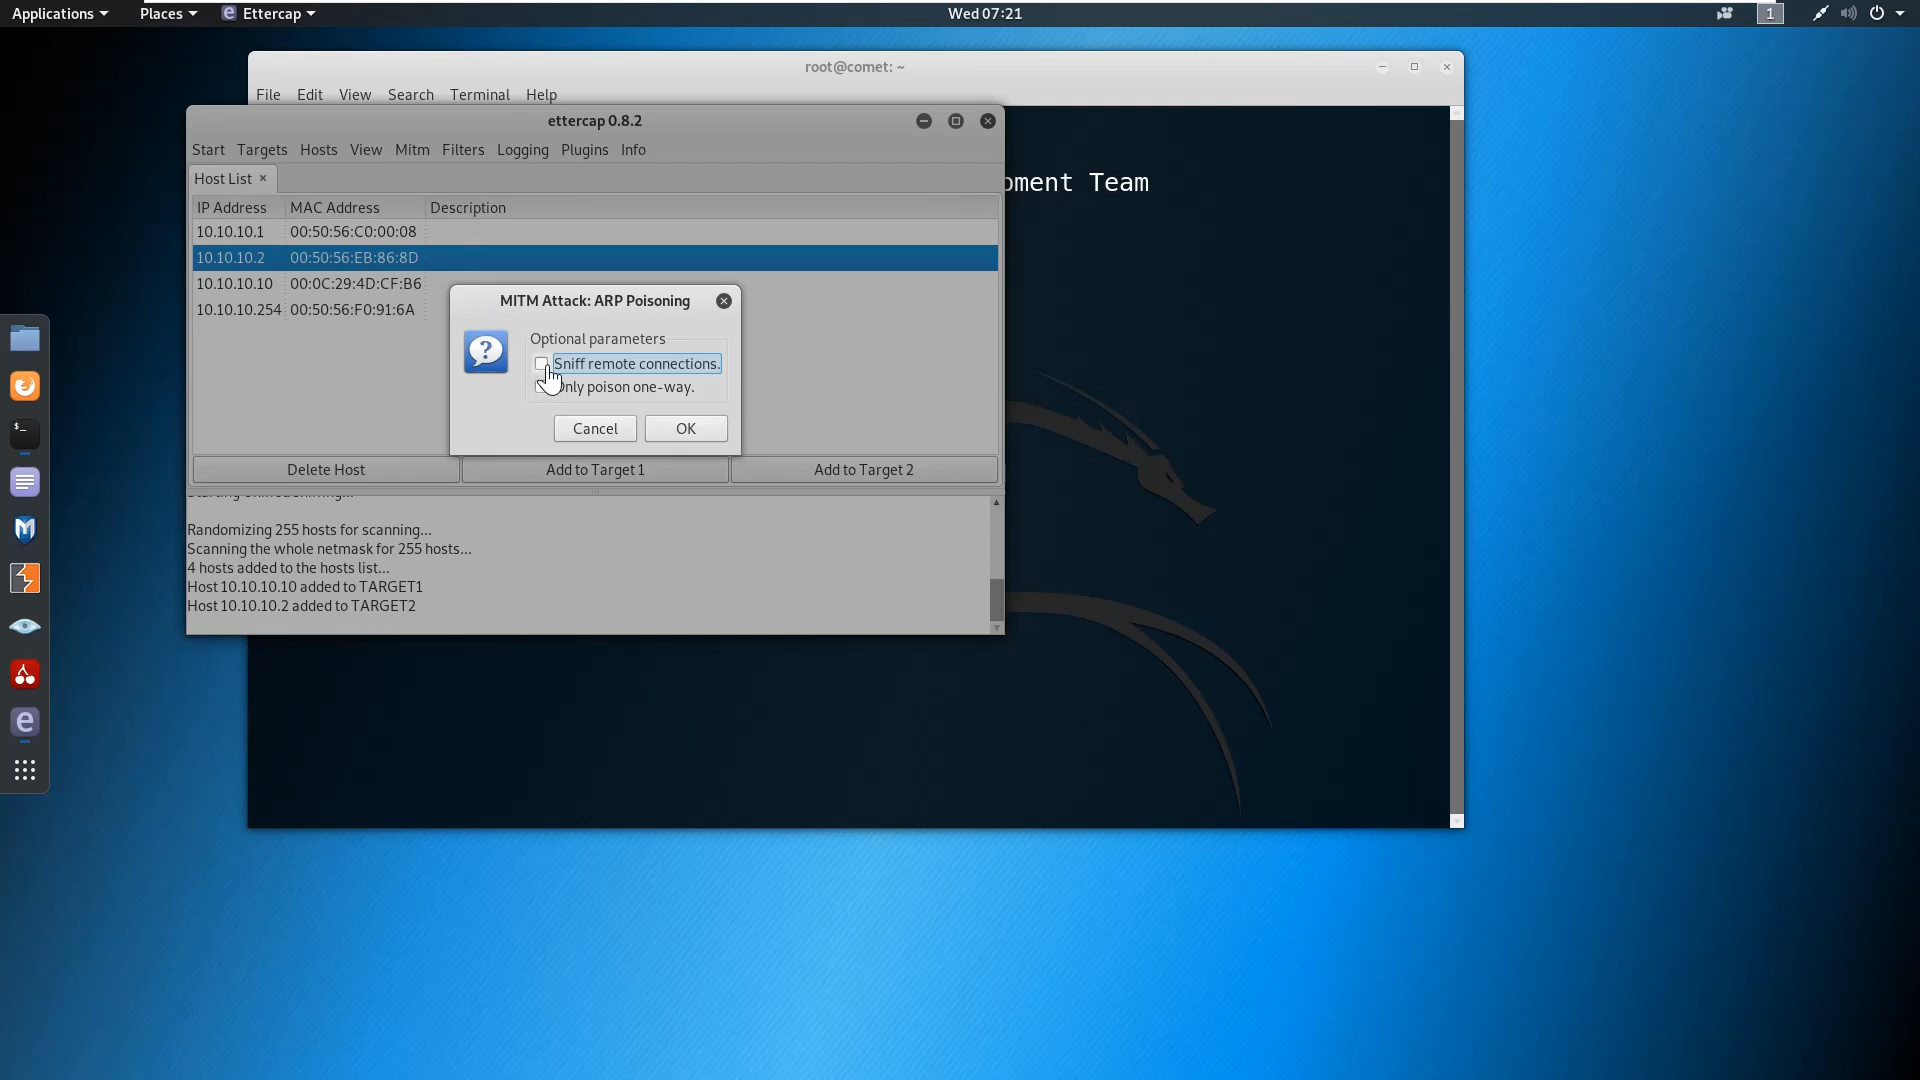 Applications
Places
Ettercap
Wed 07:21
1
root@comet: ~
File Edit View Search Terminal Help
ettercap 0.8.2
Start Targets Hosts View Mitm Filters Logging Plugins Info
pment Team
Host List ×
IP Address MAC Address Description
10.10.10.1 00:50:56:C0:00:08
10.10.10.2 00:50:56:EB:86:8D
10.10.10.10 00:0C:29:4D:CF:B6
10.10.10.254 00:50:56:F0:91:6A
MITM Attack: ARP Poisoning
Optional parameters
Sniff remote connections.
Only poison one-way.
Cancel OK
Delete Host Add to Target 1 Add to Target 2
Randomizing 255 hosts for scanning...
Scanning the whole netmask for 255 hosts...
4 hosts added to the hosts list...
Host 10.10.10.10 added to TARGET1
Host 10.10.10.2 added to TARGET2